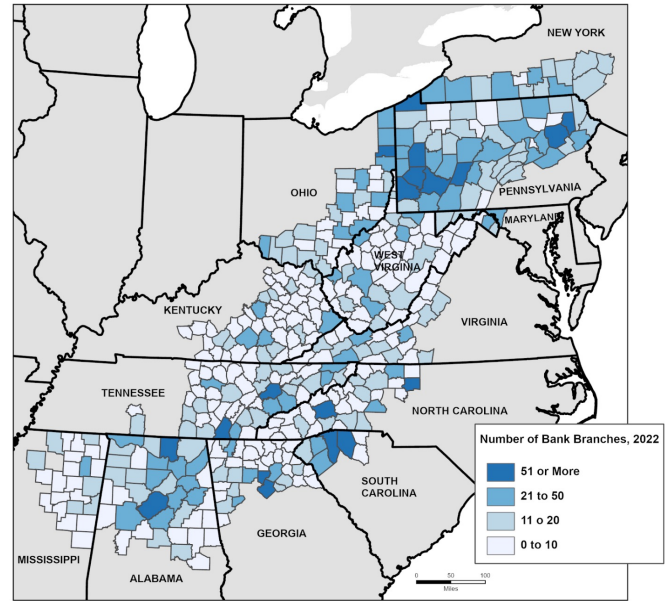 NEW YORK
PENNSYLVANIA
OHIO
MARYLAND
WEST
VIRGINIA
KENTUCKY
VIRGINIA
TENNESSEE
NORTH CAROLINA
Number of Bank Branches, 2022
51 or More
21 to 50
11 o 20
0 to 10
SOUTH
CAROLINA
GEORGIA
MISSISSIPPI
ALABAMA
0 50 100
Miles